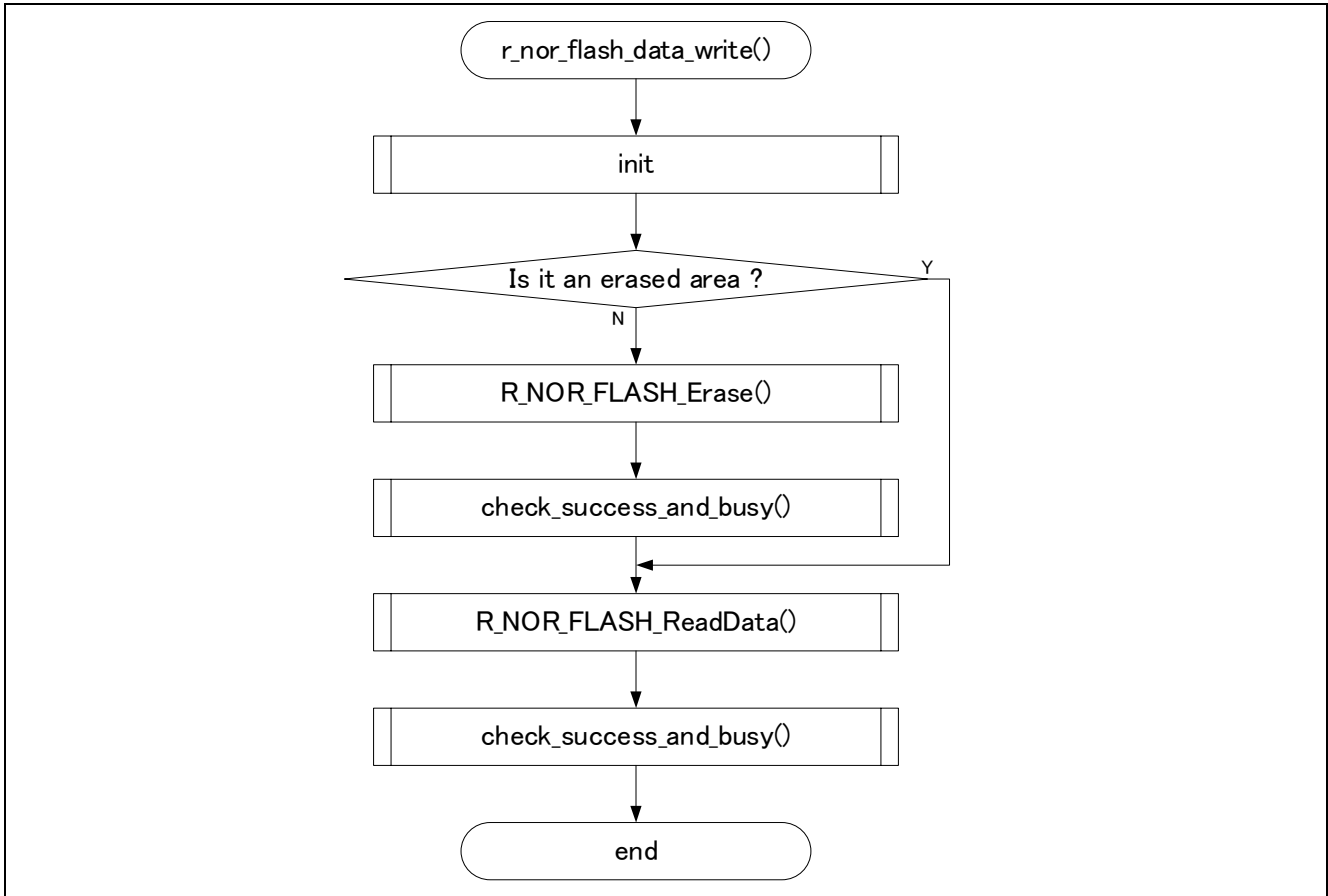 r_nor_flash_data_write()
init
Is it an erased area ?
Y
N
R_NOR_FLASH_Erase()
check_success_and_busy()
R_NOR_FLASH_ReadData()
check_success_and_busy()
end